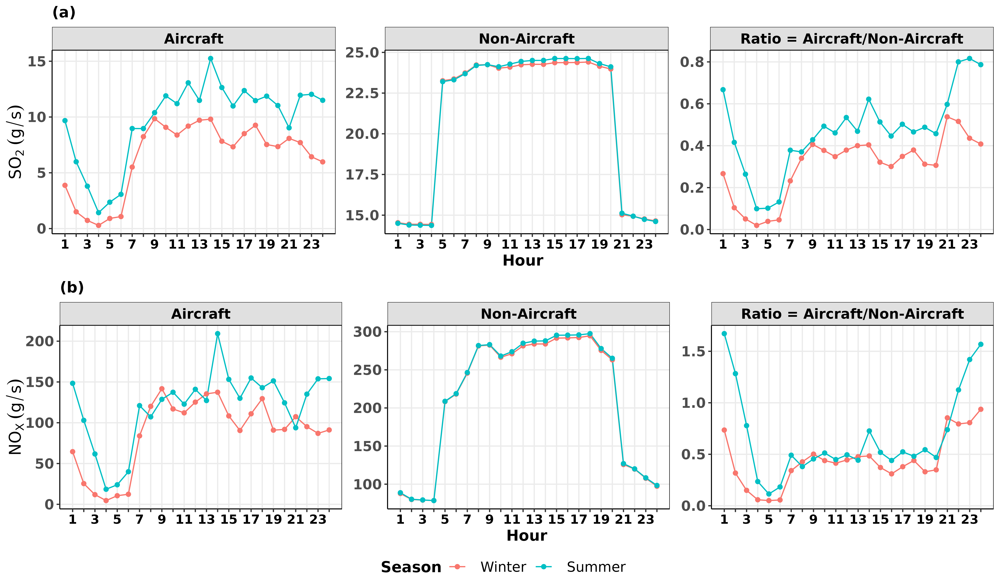 (a)
Aircraft
Non-Aircraft
Ratio = Aircraft/Non-Aircraft
SO₂ (g/s)
15
10
5
0
25.0
22.5
20.0
17.5
15.0
0.8
0.6
0.4
0.2
0.0
1 3 5 7 9 11 13 15 17 19 21 23
1 3 5 7 9 11 13 15 17 19 21 23
1 3 5 7 9 11 13 15 17 19 21 23
Hour
(b)
Aircraft
Non-Aircraft
Ratio = Aircraft/Non-Aircraft
NOₓ (g/s)
200
150
100
50
0
300
250
200
150
100
1.5
1.0
0.5
0.0
1 3 5 7 9 11 13 15 17 19 21 23
1 3 5 7 9 11 13 15 17 19 21 23
1 3 5 7 9 11 13 15 17 19 21 23
Hour
Season Winter Summer